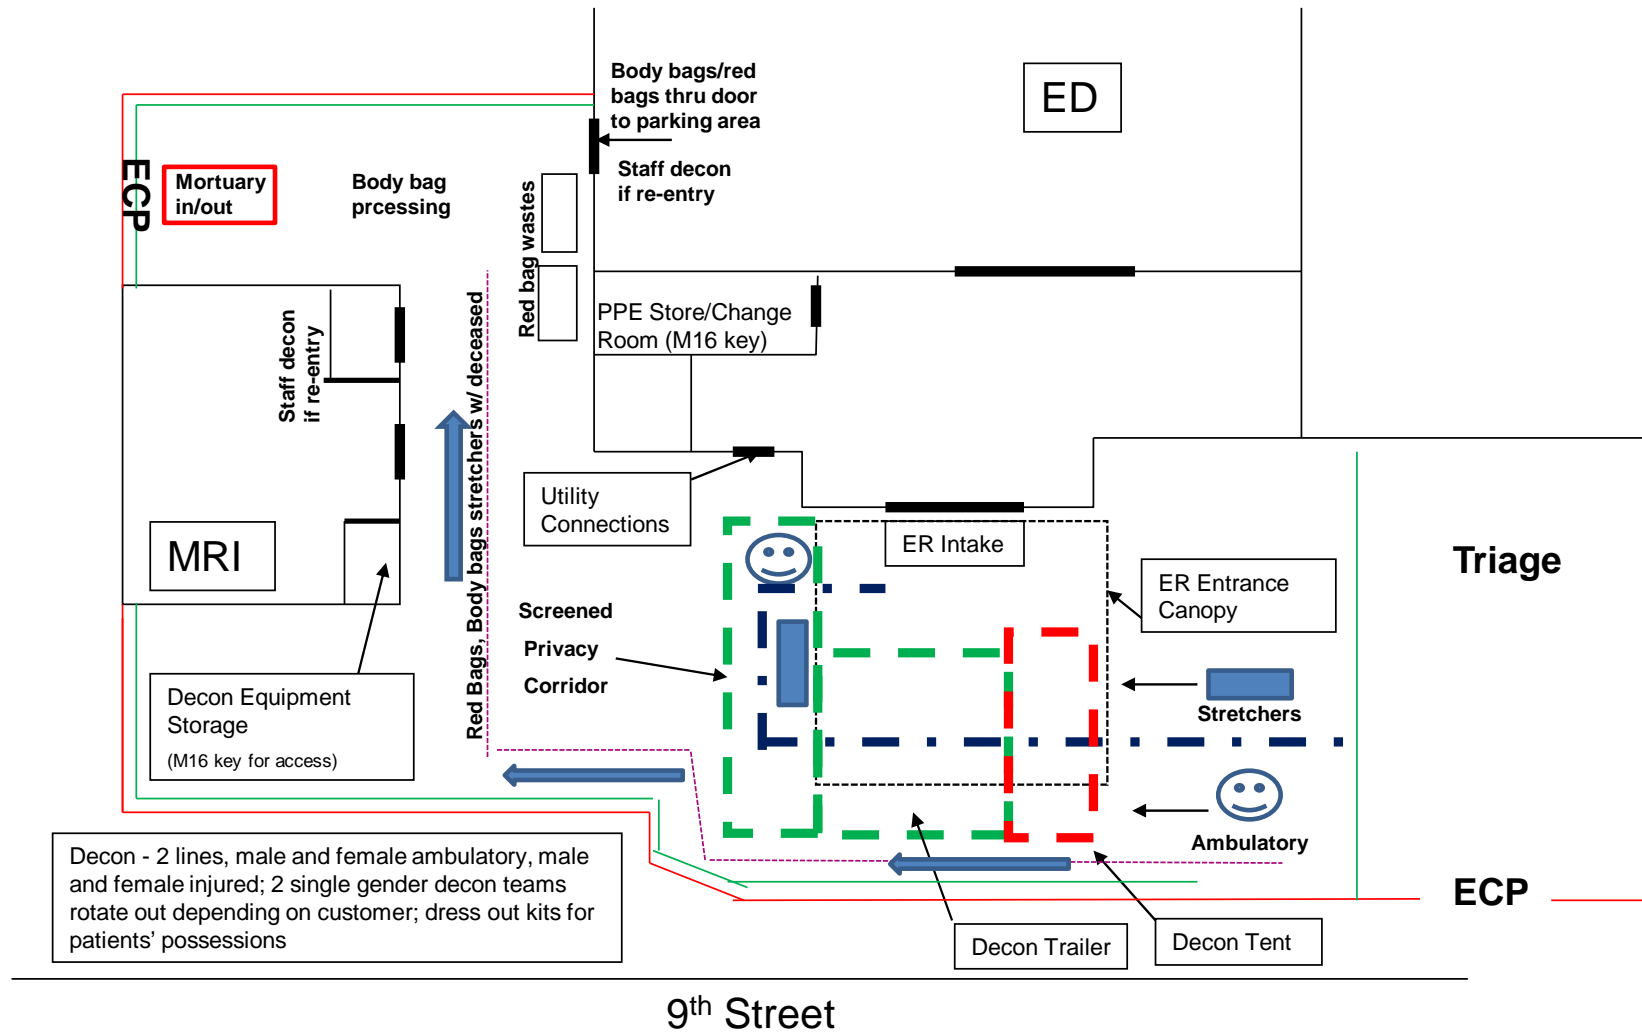 Body bags/red
bags thru door
to parking area
Staff decon
if re-entry
ED
ECP
Mortuary
in/out
Body bag
prcessing
Red bag wastes
PPE Store/Change
Room (M16 key)
Staff decon
if re-entry
Red Bags, Body bags stretchers w/ deceased
Utility
Connections
MRI
ER Intake
Triage
ER Entrance
Canopy
Screened
Privacy
Corridor
Decon Equipment
Storage
(M16 key for access)
Stretchers
Ambulatory
Decon - 2 lines, male and female ambulatory, male
and female injured; 2 single gender decon teams
rotate out depending on customer; dress out kits for
patients’ possessions
ECP
Decon Trailer
Decon Tent
9th Street